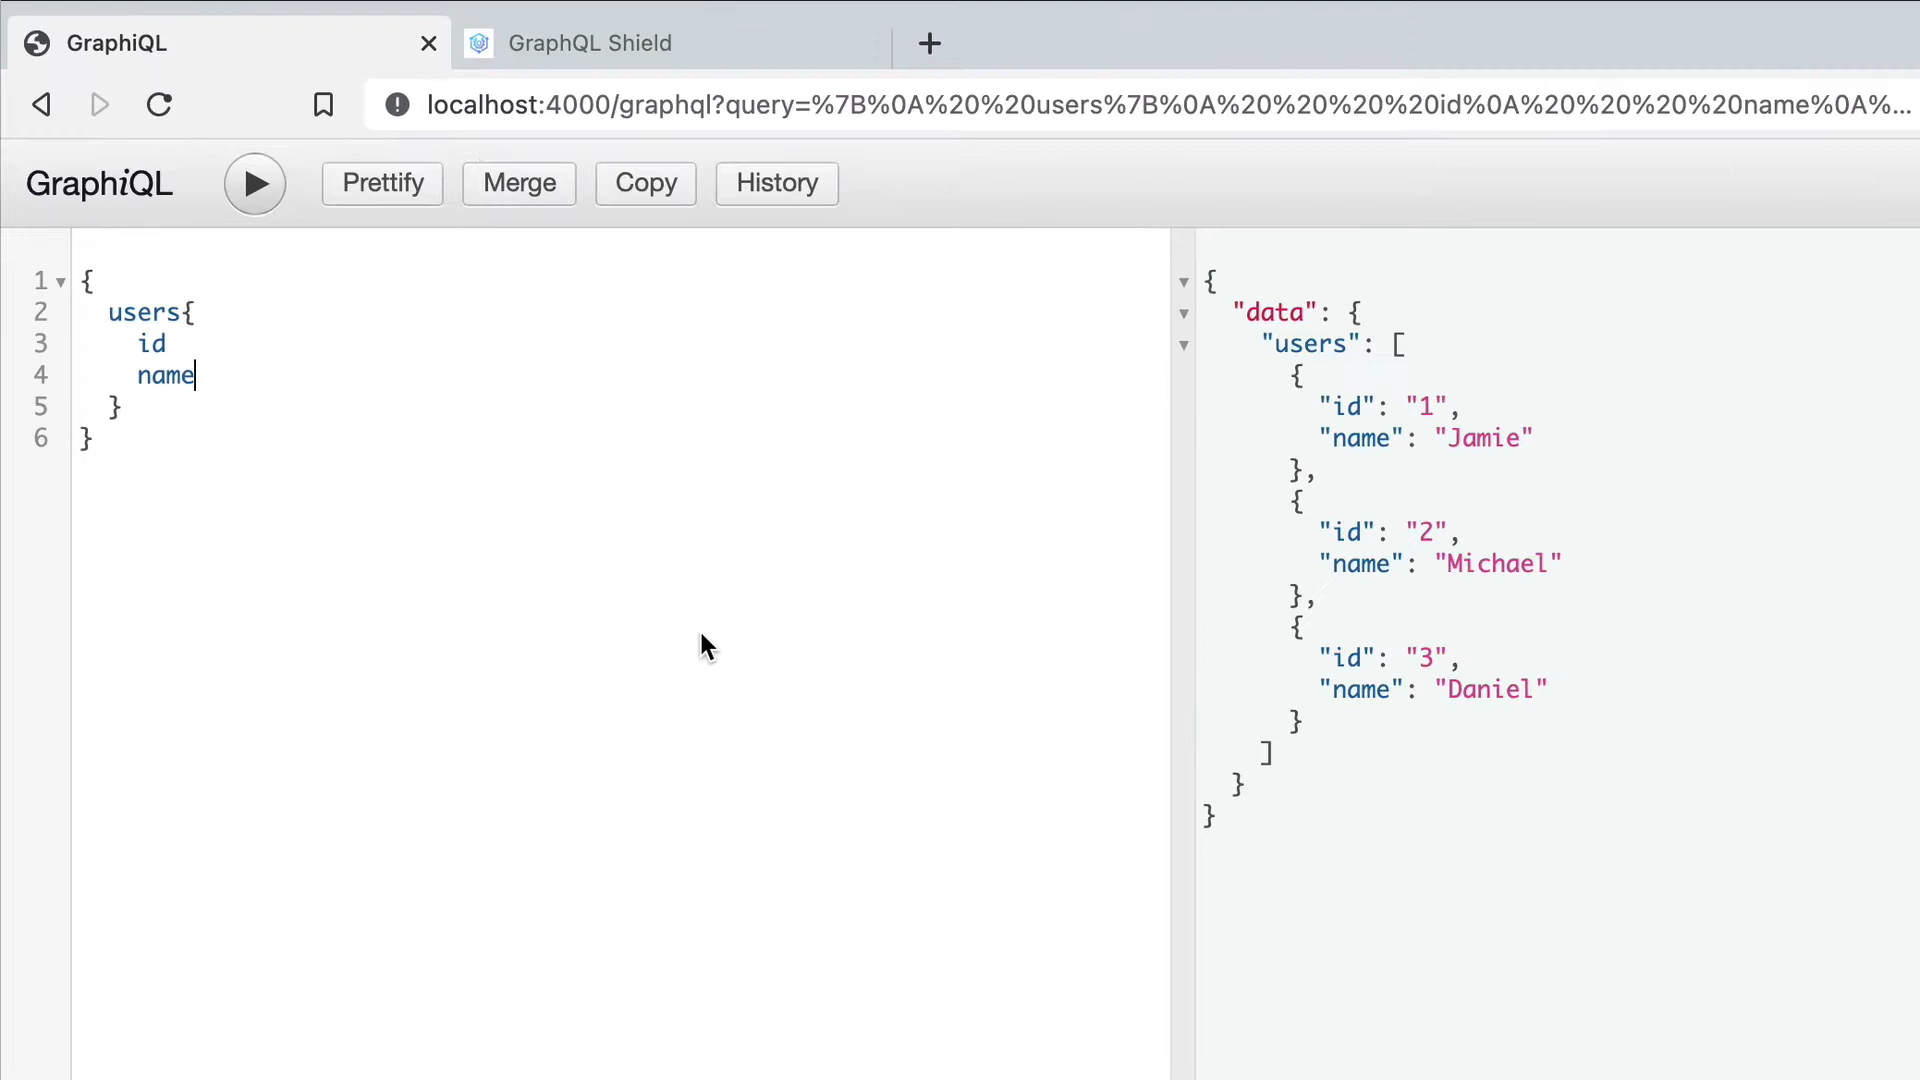 GraphiQL
GraphQL Shield
localhost:4000/graphql?query=%7B%0A%20%20users%7B%0A%20%20%20%20id%0A%20%20%20%20name%0A%...
GraphiQL
Prettify
Merge
Copy
History
1 {
2 users{
3 id
4 name
5 }
6 }
{
"data": {
"users": [
{
"id": "1",
"name": "Jamie"
},
{
"id": "2",
"name": "Michael"
},
{
"id": "3",
"name": "Daniel"
}
]
}
}